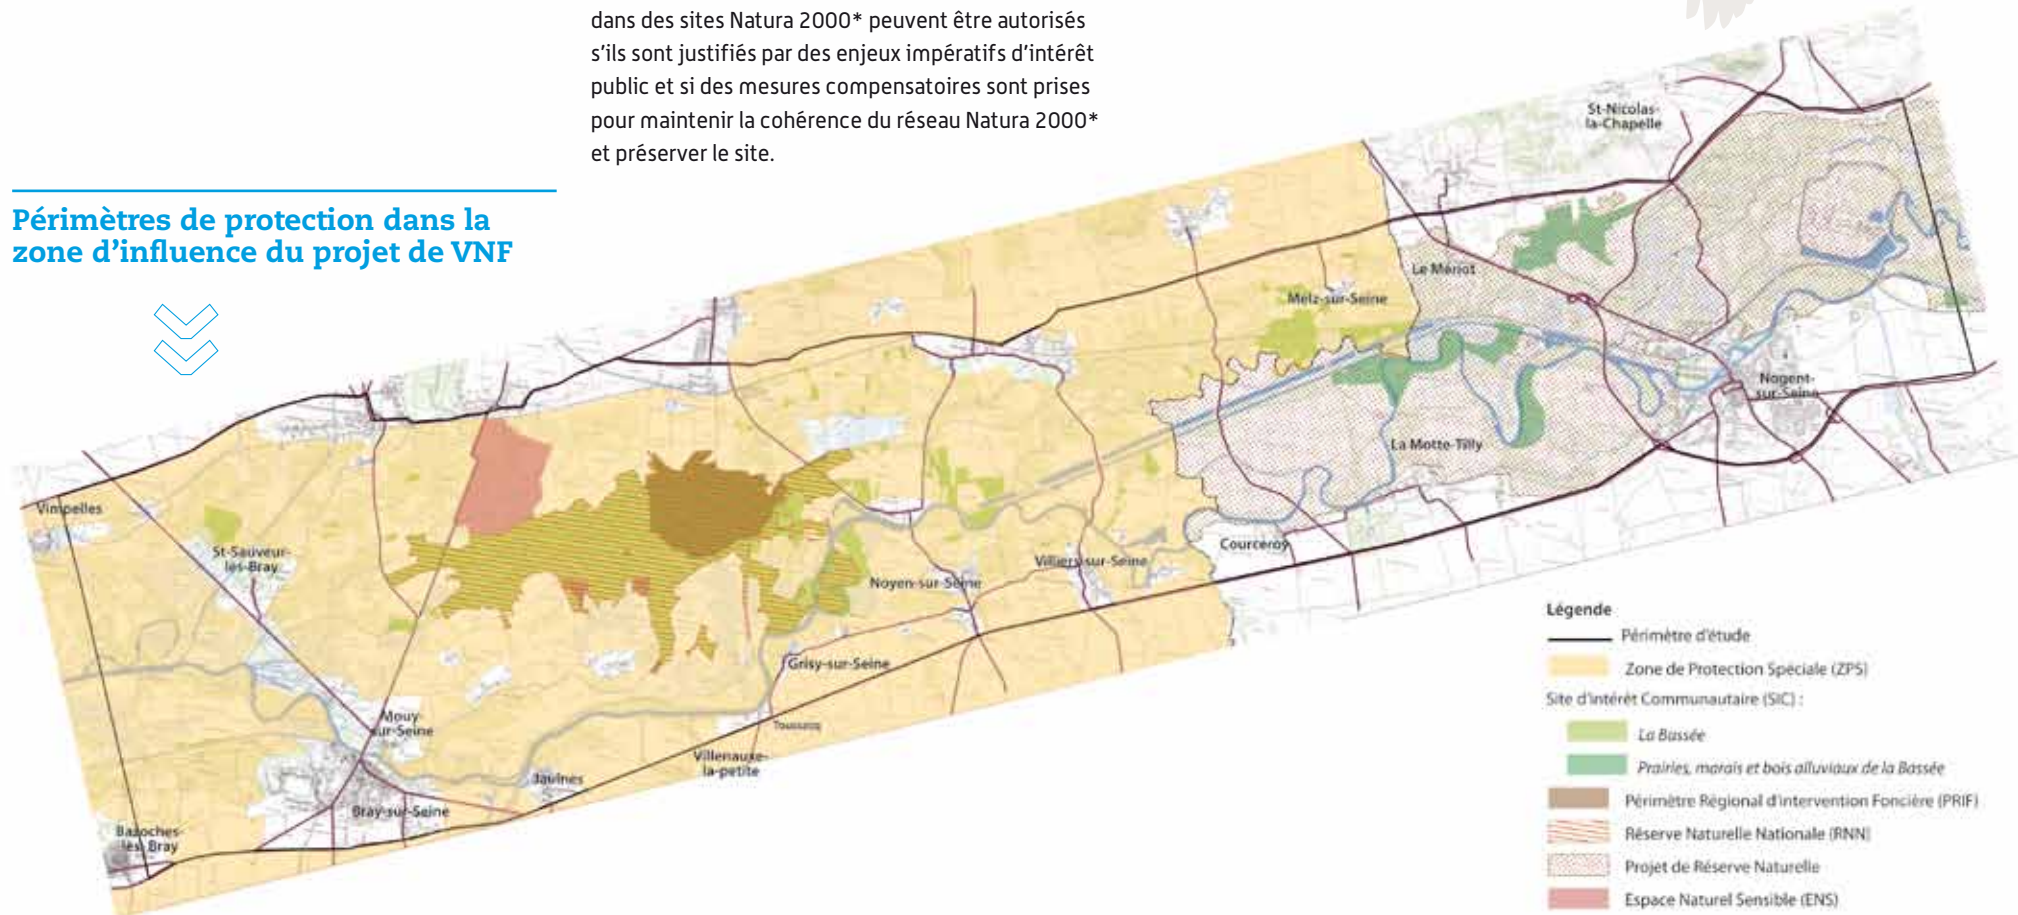 dans des sites Natura 2000* peuvent être autorisés
s'ils sont justifiés par des enjeux impératifs d'intérêt
public et si des mesures compensatoires sont prises
pour maintenir la cohérence du réseau Natura 2000*
et préserver le site.
Périmètres de protection dans la
zone d'influence du projet de VNF
St-Nicolas-
la-Chapelle
Le Mériot
Melz-sur-Seine
Nogent-
sur-Seine
La Motte-Tilly
Vimpelles
St-Sauveur-
les-Bray
Courceroy
Villiers-sur-Seine
Noyen-sur-Seine
Grisy-sur-Seine
Mouy-
sur-Seine
Toussacq
Villenauxe-
la-petite
Jaulnes
Bray-sur-Seine
Bazoches-
lès-Bray
Légende
Périmètre d'étude
Zone de Protection Spéciale (ZPS)
Site d'intérêt Communautaire (SIC) :
La Bassée
Prairies, marais et bois alluviaux de la Bassée
Périmètre Régional d'intervention Foncière (PRIF)
Réserve Naturelle Nationale (RNN)
Projet de Réserve Naturelle
Espace Naturel Sensible (ENS)